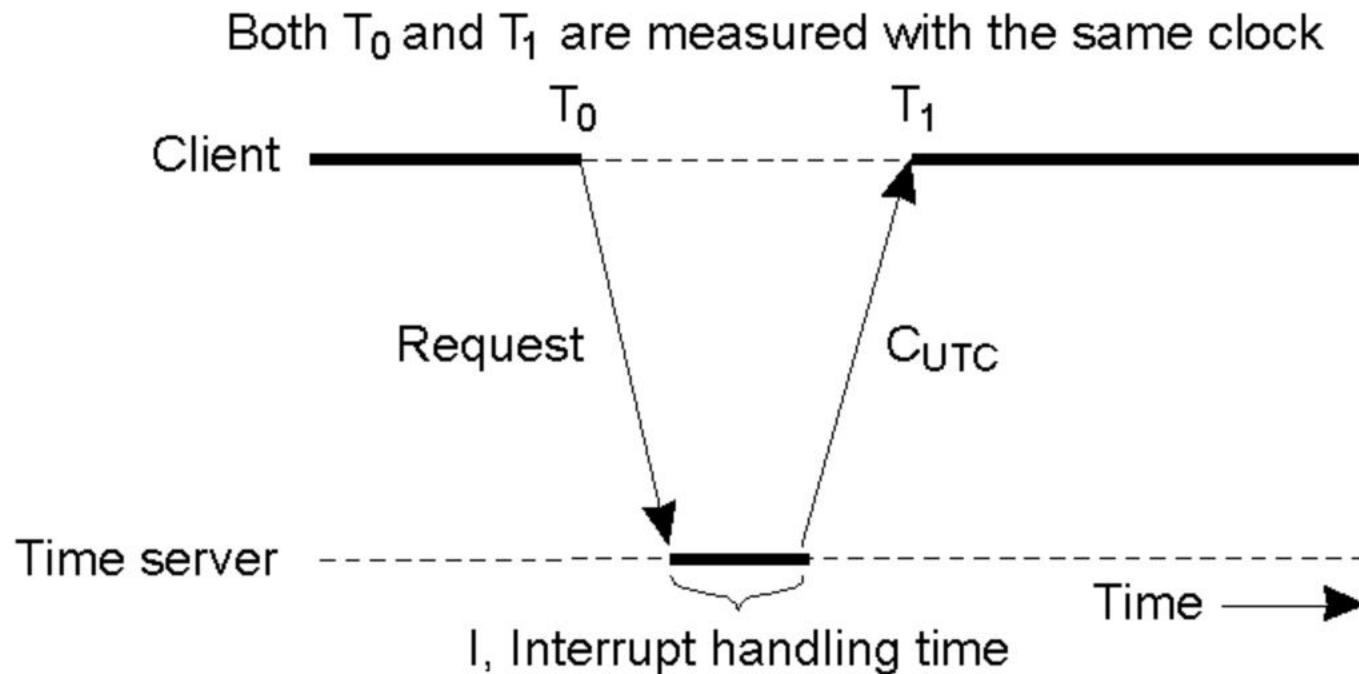 Both T₀ and T₁ are measured with the same clock
T₀
T₁
Client
Request
C_UTC
Time server
Time
I, Interrupt handling time